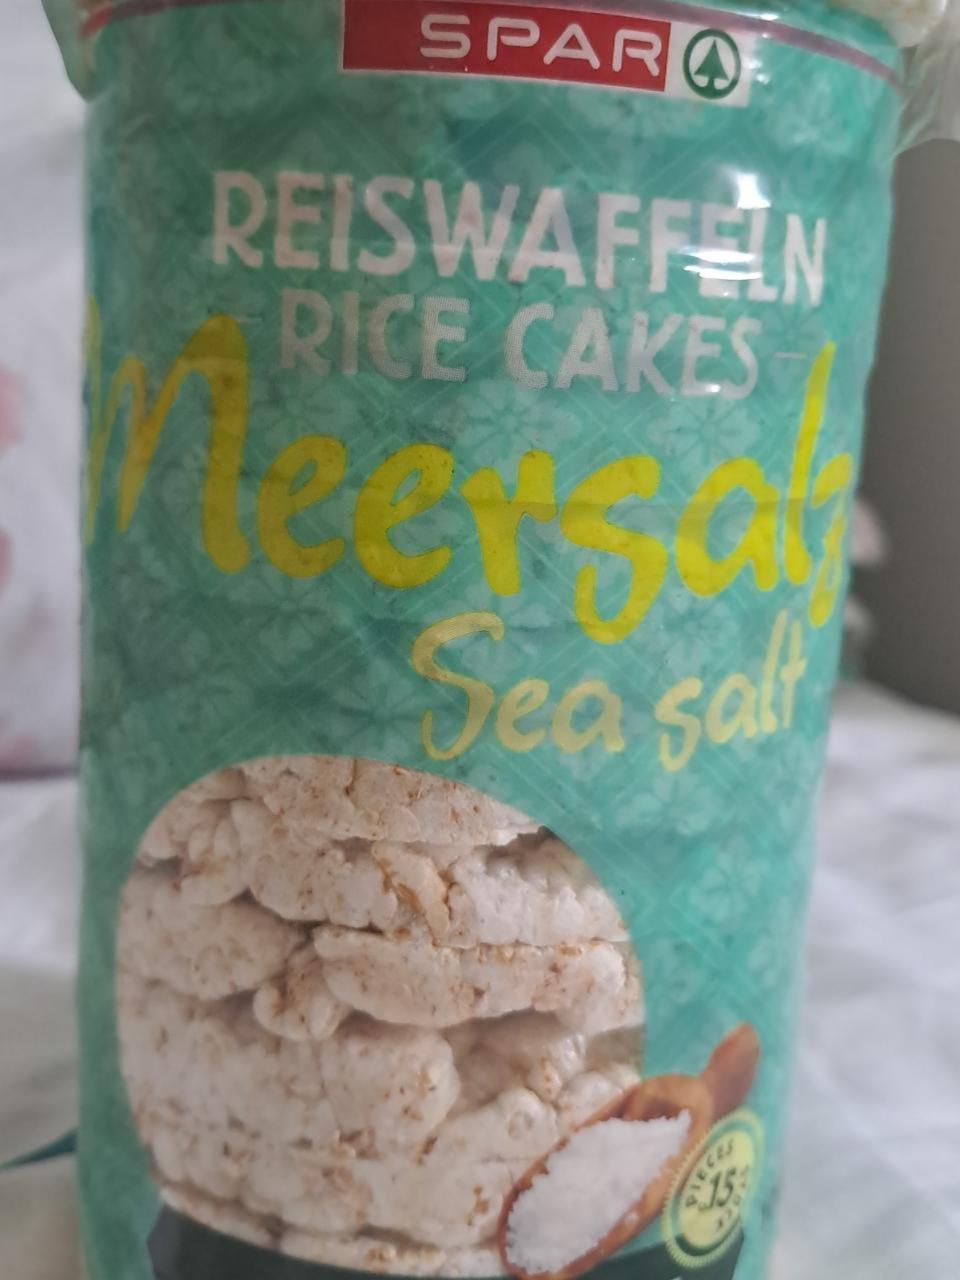 SPAR
REISWAFFELN
RICE CAKES
Meersalz
Sea salt
PIECES
15